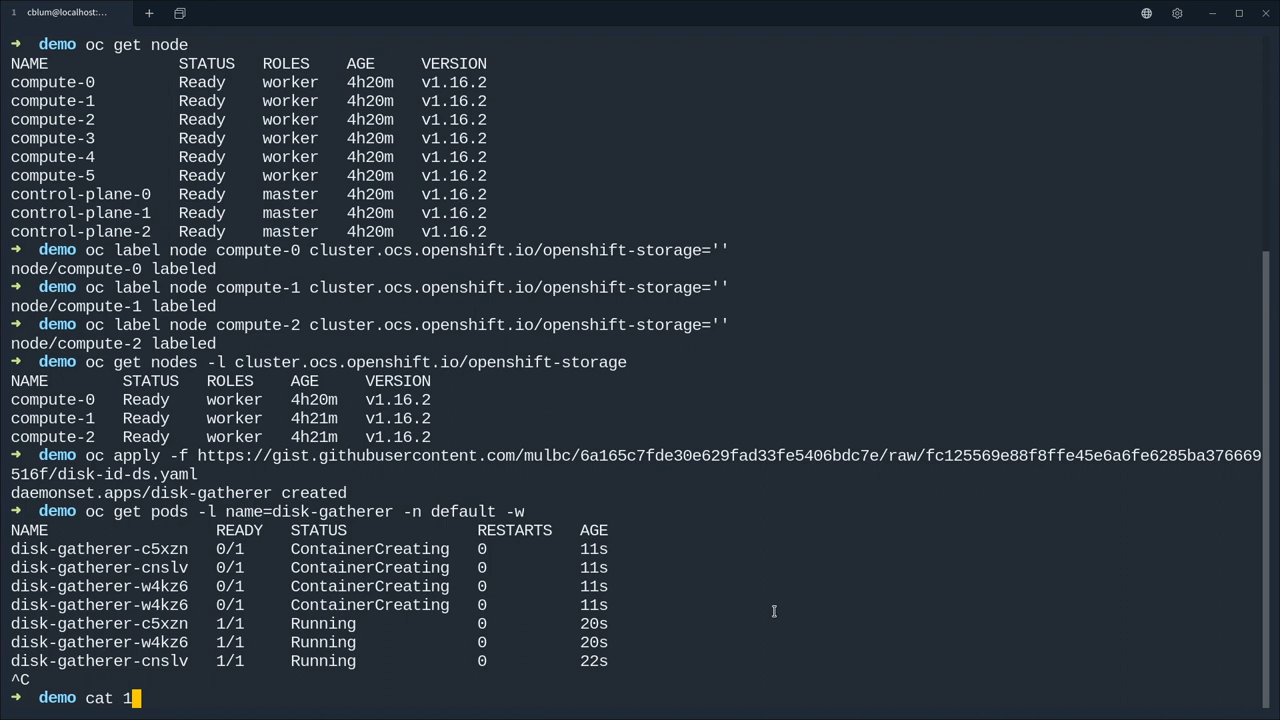 1 cblum@localhost:...
➜ demo oc get node
NAME STATUS ROLES AGE VERSION
compute-0 Ready worker 4h20m v1.16.2
compute-1 Ready worker 4h20m v1.16.2
compute-2 Ready worker 4h20m v1.16.2
compute-3 Ready worker 4h20m v1.16.2
compute-4 Ready worker 4h20m v1.16.2
compute-5 Ready worker 4h20m v1.16.2
control-plane-0 Ready master 4h20m v1.16.2
control-plane-1 Ready master 4h20m v1.16.2
control-plane-2 Ready master 4h20m v1.16.2
➜ demo oc label node compute-0 cluster.ocs.openshift.io/openshift-storage=''
node/compute-0 labeled
➜ demo oc label node compute-1 cluster.ocs.openshift.io/openshift-storage=''
node/compute-1 labeled
➜ demo oc label node compute-2 cluster.ocs.openshift.io/openshift-storage=''
node/compute-2 labeled
➜ demo oc get nodes -l cluster.ocs.openshift.io/openshift-storage
NAME STATUS ROLES AGE VERSION
compute-0 Ready worker 4h20m v1.16.2
compute-1 Ready worker 4h21m v1.16.2
compute-2 Ready worker 4h21m v1.16.2
➜ demo oc apply -f https://gist.githubusercontent.com/mulbc/6a165c7fde30e629fad33fe5406bdc7e/raw/fc125569e88f8ffe45e6a6fe6285ba376669
516f/disk-id-ds.yaml
daemonset.apps/disk-gatherer created
➜ demo oc get pods -l name=disk-gatherer -n default -w
NAME READY STATUS RESTARTS AGE
disk-gatherer-c5xzn 0/1 ContainerCreating 0 11s
disk-gatherer-cnslv 0/1 ContainerCreating 0 11s
disk-gatherer-w4kz6 0/1 ContainerCreating 0 11s
disk-gatherer-w4kz6 0/1 ContainerCreating 0 11s
disk-gatherer-c5xzn 1/1 Running 0 20s
disk-gatherer-w4kz6 1/1 Running 0 20s
disk-gatherer-cnslv 1/1 Running 0 22s
^C
➜ demo cat 1